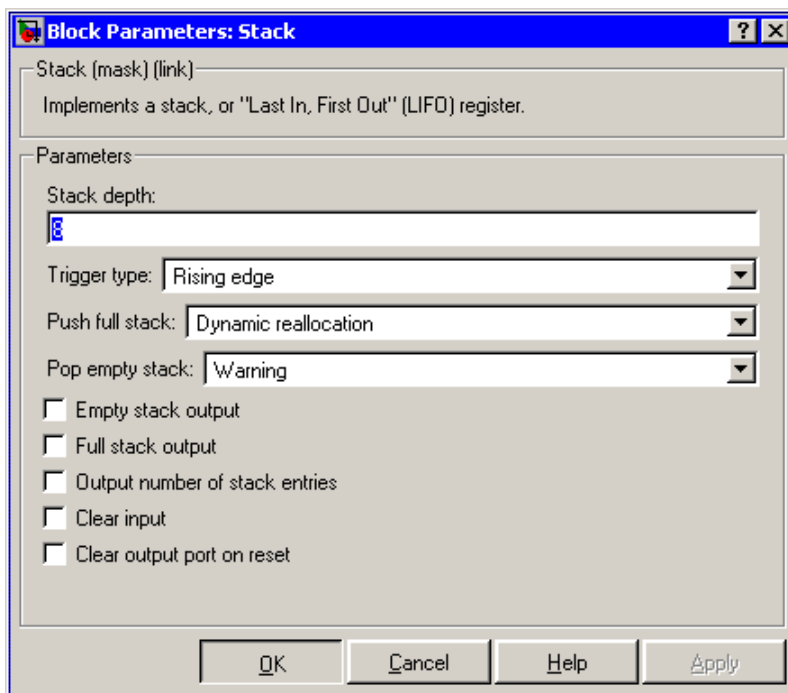 Block Parameters: Stack
Stack (mask) (link)
Implements a stack, or "Last In, First Out" (LIFO) register.
Parameters
Stack depth:
8
Trigger type: Rising edge
Push full stack: Dynamic reallocation
Pop empty stack: Warning
Empty stack output
Full stack output
Output number of stack entries
Clear input
Clear output port on reset
OK Cancel Help Apply